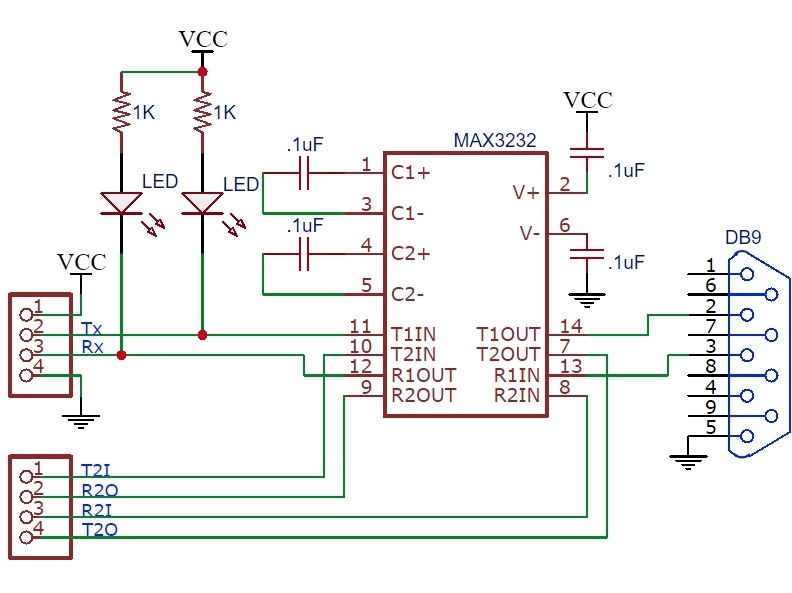 VCC
1K
1K
LED
LED
VCC
1
2
3
4
Tx
Rx
.1uF
.1uF
MAX3232
1
C1+
3
C1-
4
C2+
5
C2-
11
T1IN
10
T2IN
12
R1OUT
9
R2OUT
V+
2
V-
6
T1OUT
14
T2OUT
7
R1IN
13
R2IN
8
VCC
.1uF
.1uF
DB9
1
6
2
7
3
8
4
9
5
1
T2I
2
R2O
3
R2I
4
T2O